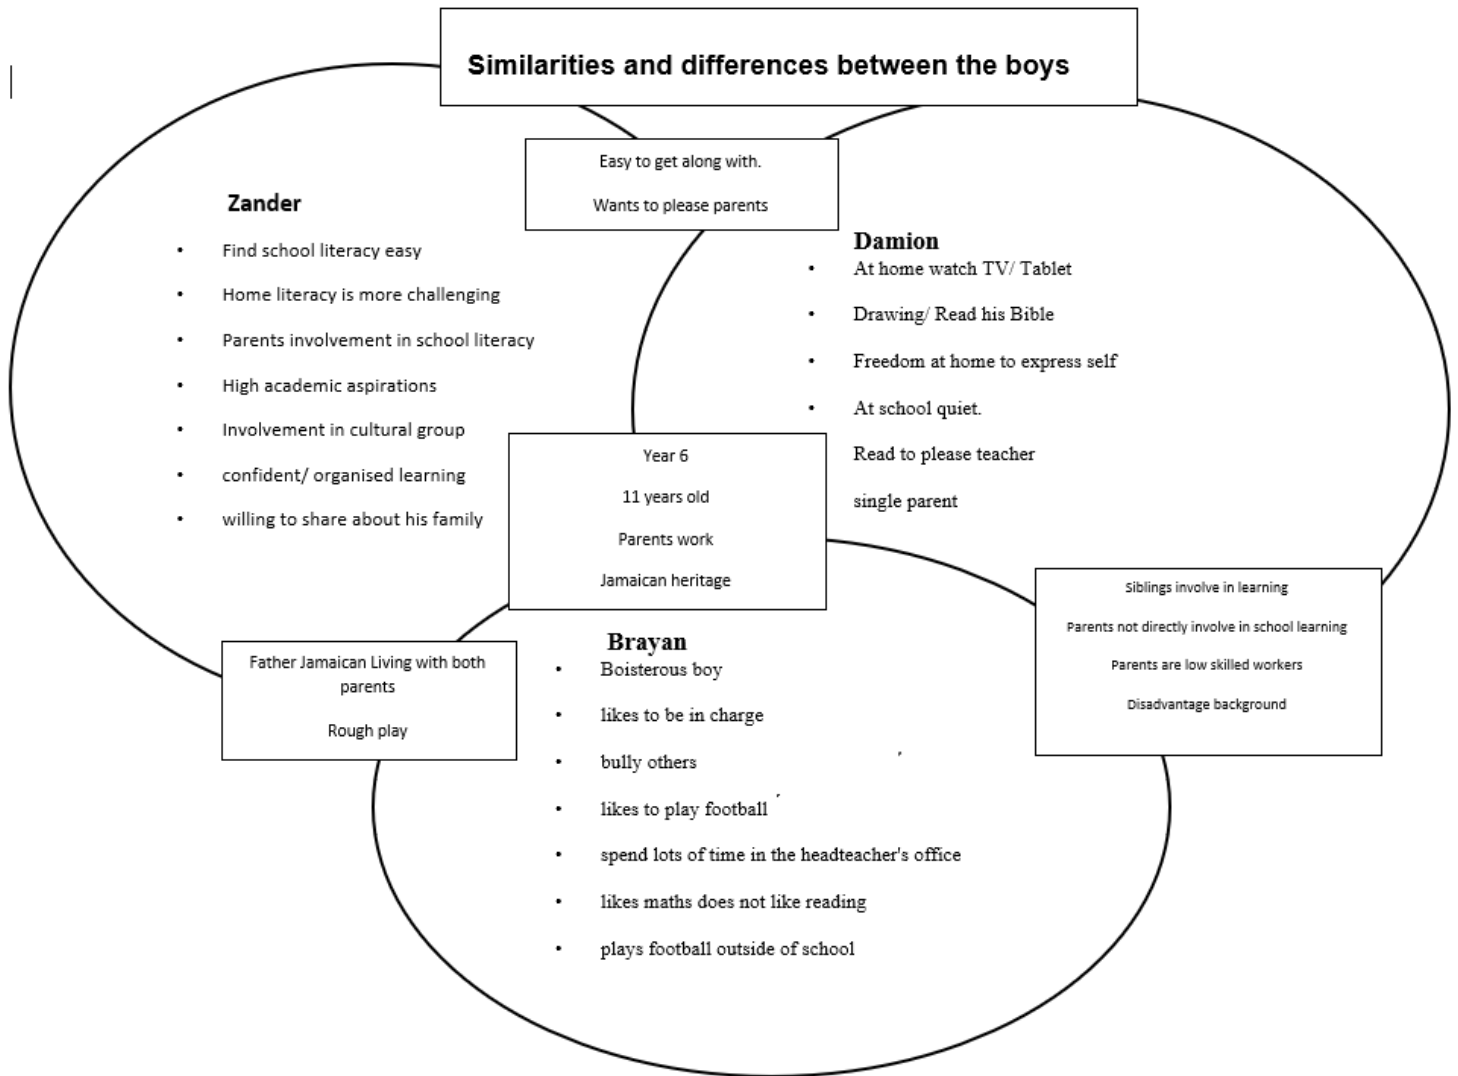 Similarities and differences between the boys
Easy to get along with.
Wants to please parents
Zander
• Find school literacy easy
• Home literacy is more challenging
• Parents involvement in school literacy
• High academic aspirations
• Involvement in cultural group
• confident/ organised learning
• willing to share about his family
Damion
• At home watch TV/ Tablet
• Drawing/ Read his Bible
• Freedom at home to express self
• At school quiet.
Read to please teacher
single parent
Year 6
11 years old
Parents work
Jamaican heritage
Siblings involve in learning
Parents not directly involve in school learning
Parents are low skilled workers
Disadvantage background
Father Jamaican Living with both
parents
Rough play
Brayan
• Boisterous boy
• likes to be in charge
• bully others
• likes to play football
• spend lots of time in the headteacher's office
• likes maths does not like reading
• plays football outside of school